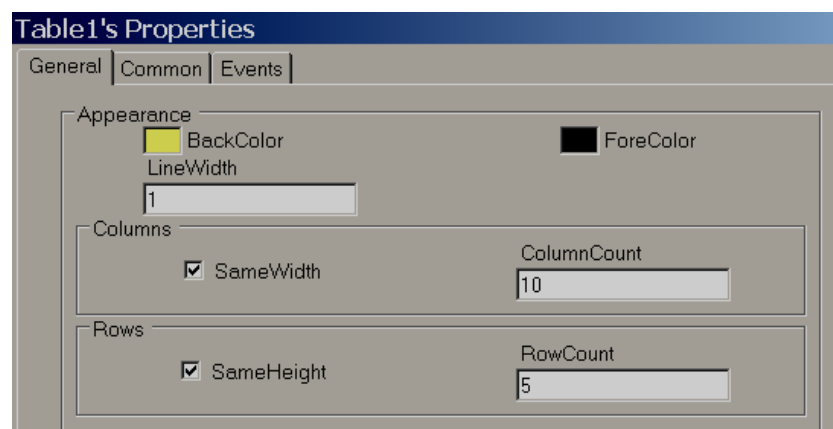 Table1's Properties
General Common Events
Appearance
BackColor ForeColor
LineWidth
1
Columns
SameWidth
ColumnCount
10
Rows
SameHeight
RowCount
5